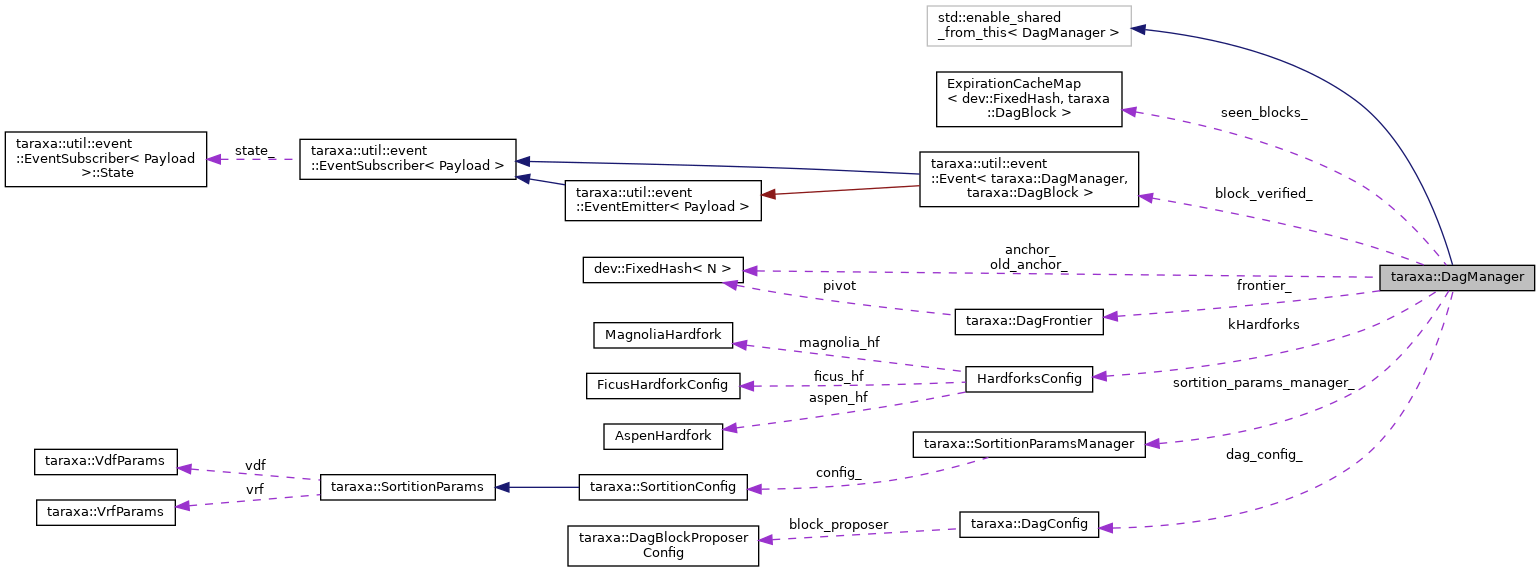 std::enable_shared
_from_this< DagManager >
ExpirationCacheMap
< dev::FixedHash, taraxa
::DagBlock >
seen_blocks_
taraxa::util::event
::EventSubscriber< Payload
>::State
state_
taraxa::util::event
::EventSubscriber< Payload >
taraxa::util::event
::EventEmitter< Payload >
taraxa::util::event
::Event< taraxa::DagManager,
taraxa::DagBlock >
block_verified_
anchor_
old_anchor_
dev::FixedHash< N >
pivot
taraxa::DagFrontier
frontier_
taraxa::DagManager
kHardforks
MagnoliaHardfork
magnolia_hf
FicusHardforkConfig
ficus_hf
HardforksConfig
aspen_hf
AspenHardfork
sortition_params_manager_
taraxa::SortitionParamsManager
dag_config_
taraxa::VdfParams
vdf
taraxa::VrfParams
vrf
taraxa::SortitionParams
taraxa::SortitionConfig
config_
taraxa::DagBlockProposer
Config
block_proposer
taraxa::DagConfig